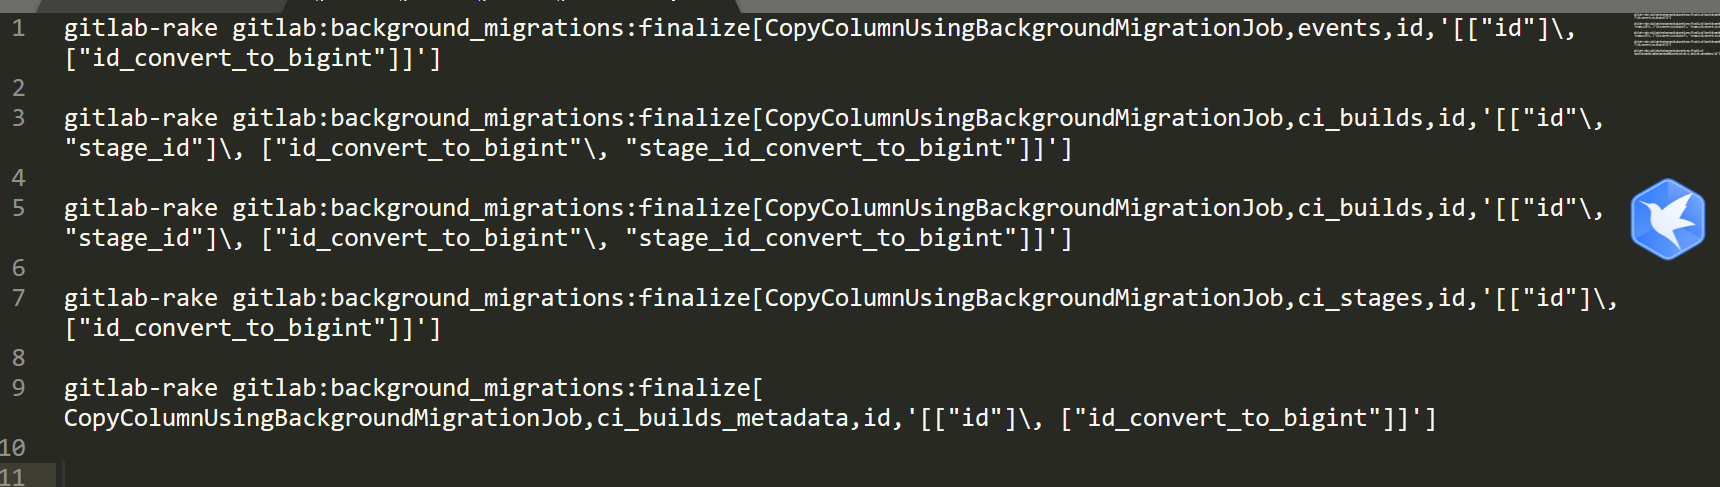 1 gitlab-rake gitlab:background_migrations:finalize[CopyColumnUsingBackgroundMigrationJob,events,id,'[["id"]\,
["id_convert_to_bigint"]]']
2
3 gitlab-rake gitlab:background_migrations:finalize[CopyColumnUsingBackgroundMigrationJob,ci_builds,id,'[["id"\,
"stage_id"]\, ["id_convert_to_bigint"\, "stage_id_convert_to_bigint"]]']
4
5 gitlab-rake gitlab:background_migrations:finalize[CopyColumnUsingBackgroundMigrationJob,ci_builds,id,'[["id"\,
"stage_id"]\, ["id_convert_to_bigint"\, "stage_id_convert_to_bigint"]]']
6
7 gitlab-rake gitlab:background_migrations:finalize[CopyColumnUsingBackgroundMigrationJob,ci_stages,id,'[["id"]\,
["id_convert_to_bigint"]]']
8
9 gitlab-rake gitlab:background_migrations:finalize[
CopyColumnUsingBackgroundMigrationJob,ci_builds_metadata,id,'[["id"]\, ["id_convert_to_bigint"]]']
10
11